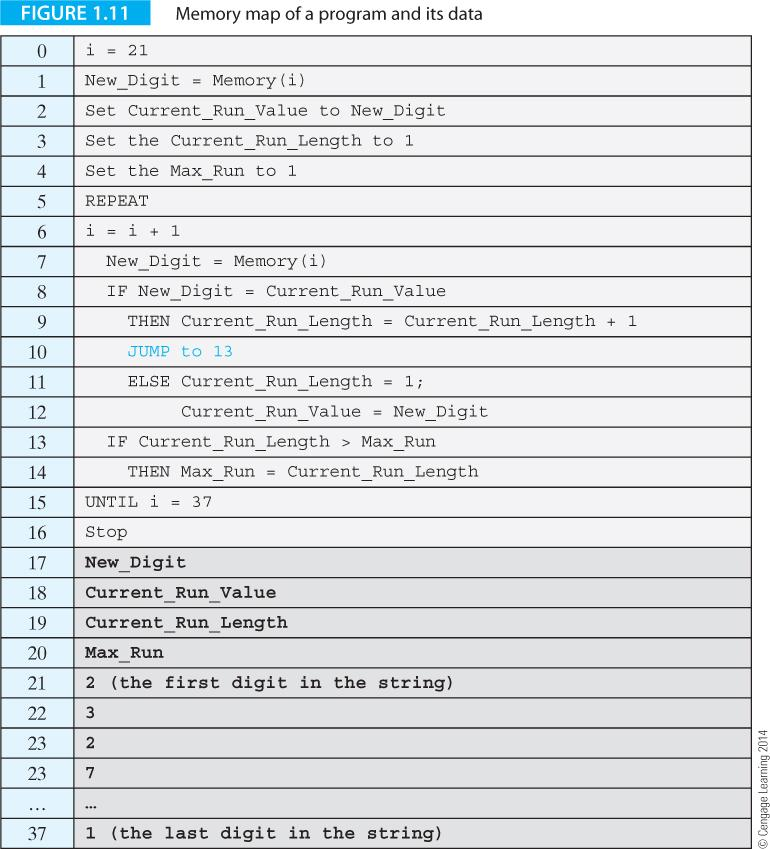 FIGURE 1.11 Memory map of a program and its data
0 i = 21
1 New_Digit = Memory(i)
2 Set Current_Run_Value to New_Digit
3 Set the Current_Run_Length to 1
4 Set the Max_Run to 1
5 REPEAT
6 i = i + 1
7 New_Digit = Memory(i)
8 IF New_Digit = Current_Run_Value
9 THEN Current_Run_Length = Current_Run_Length + 1
10 JUMP to 13
11 ELSE Current_Run_Length = 1;
12 Current_Run_Value = New_Digit
13 IF Current_Run_Length > Max_Run
14 THEN Max_Run = Current_Run_Length
15 UNTIL i = 37
16 Stop
17 New_Digit
18 Current_Run_Value
19 Current_Run_Length
20 Max_Run
21 2 (the first digit in the string)
22 3
23 2
23 7
... …
37 1 (the last digit in the string)
© Cengage Learning 2014